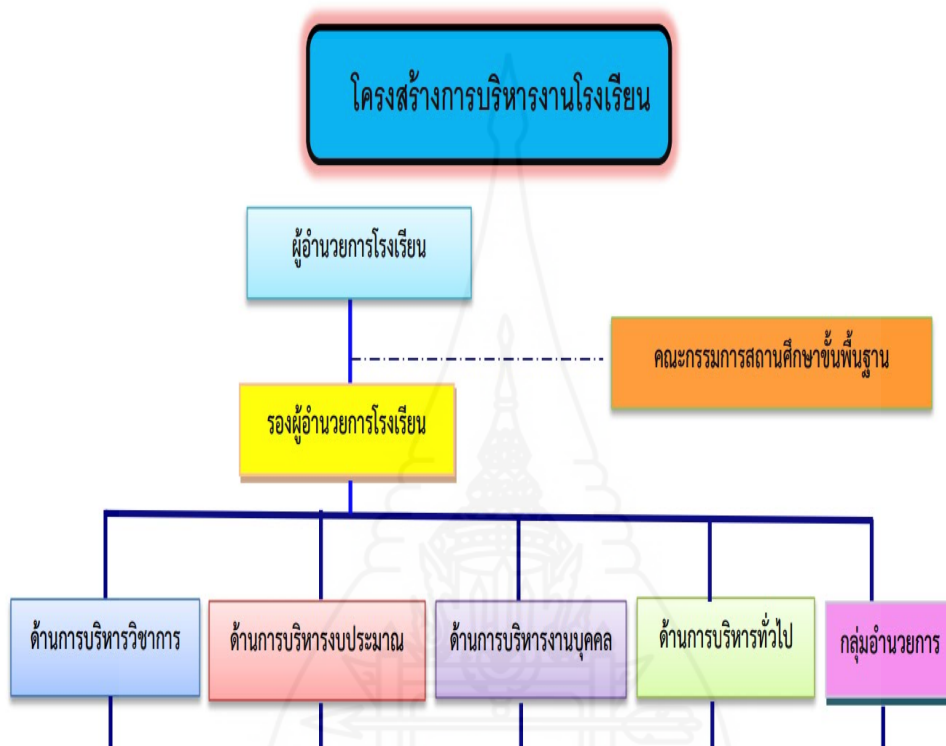 โครงสร้างการบริหารงานโรงเรียน
ผู้อำนวยการโรงเรียน
คณะกรรมการสถานศึกษาขั้นพื้นฐาน
รองผู้อำนวยการโรงเรียน
ด้านการบริหารวิชาการ
ด้านการบริหารงบประมาณ
ด้านการบริหารงานบุคคล
ด้านการบริหารทั่วไป
กลุ่มอำนวยการ